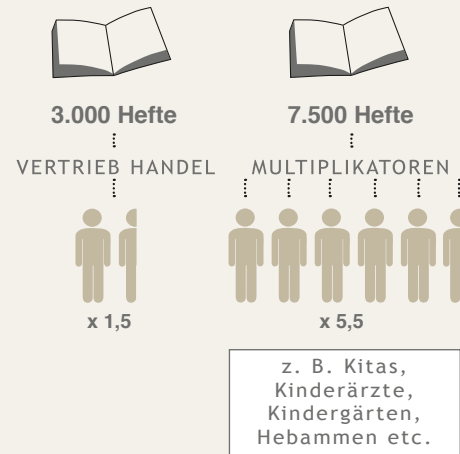 3.000 Hefte
VERTRIEB HANDEL
x 1,5
7.500 Hefte
MULTIPLIKATOREN
x 5,5
z. B. Kitas,
Kinderärzte,
Kindergärten,
Hebammen etc.